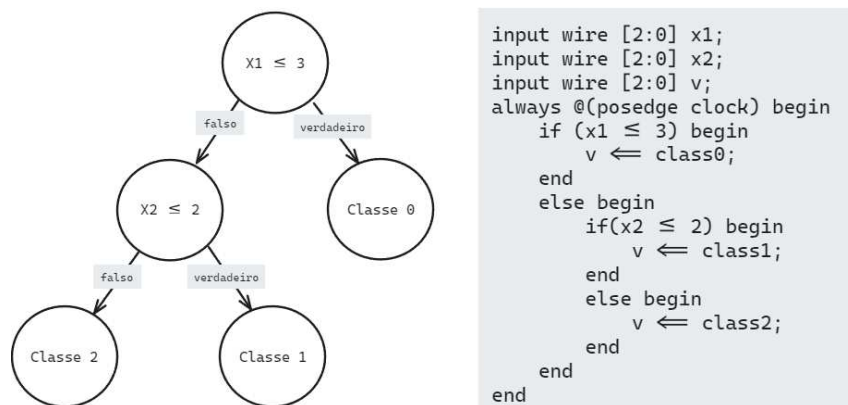 X1 ≤ 3
falso
verdadeiro
X2 ≤ 2
Classe 0
falso
verdadeiro
Classe 2
Classe 1
input wire [2:0] x1;
input wire [2:0] x2;
input wire [2:0] v;
always @(posedge clock) begin
    if (x1 ≤ 3) begin
        v ⟸ class0;
    end
    else begin
        if(x2 ≤ 2) begin
            v ⟸ class1;
        end
        else begin
            v ⟸ class2;
        end
    end
end